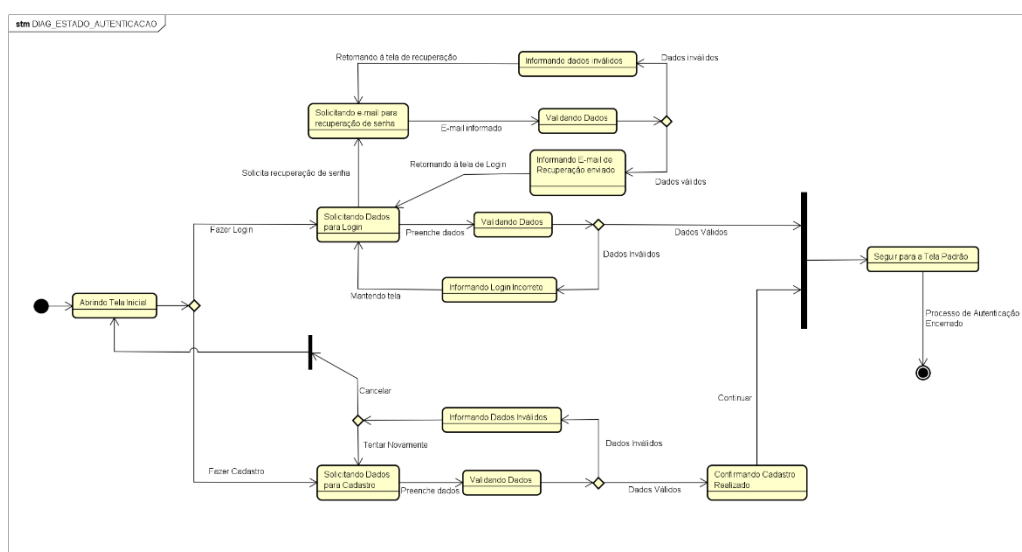 stm DIAG_ESTADO_AUTENTICACAO
Retornando à tela de recuperação
Informando dados inválidos
Dados inválidos
Solicitando e-mail para
recuperação de senha
E-mail informado
Validando Dados
Solicita recuperação de senha
Retornando à tela de Login
Informando E-mail de
Recuperação enviado
Dados válidos
Fazer Login
Solicitando Dados
para Login
Preenche dados
Validando Dados
Dados Válidos
Dados Inválidos
Mantendo tela
Informando Login Incorreto
Abrindo Tela Inicial
Seguir para a Tela Padrão
Processo de Autenticação
Encerrado
Cancelar
Continuar
Informando Dados Inválidos
Tentar Novamente
Dados Inválidos
Fazer Cadastro
Solicitando Dados
para Cadastro
Preenche dados
Validando Dados
Dados Válidos
Confirmando Cadastro
Realizado